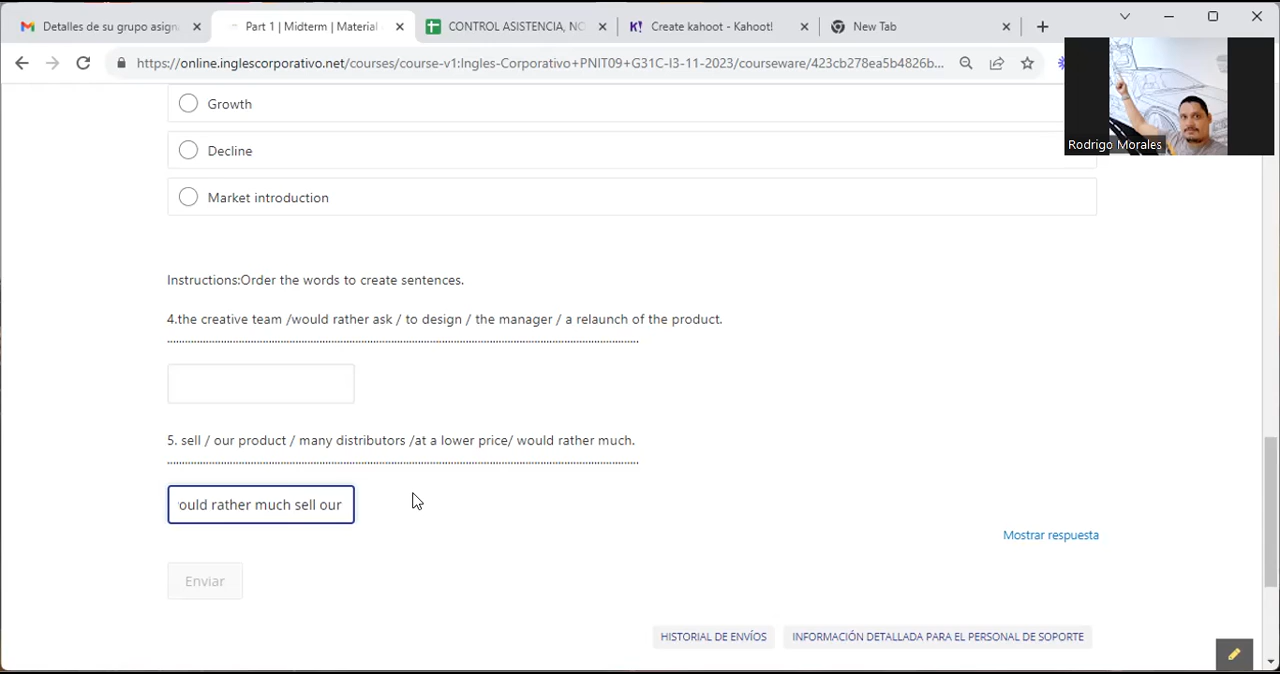 Detalles de su grupo asign
Part 1 | Midterm | Material
CONTROL ASISTENCIA, NO
K! Create kahoot - Kahoot!
New Tab
https://online.inglescorporativo.net/courses/course-v1:Ingles-Corporativo+PNIT09+G31C-I3-11-2023/courseware/423cb278ea5b4826b...
Rodrigo Morales
Growth
Decline
Market introduction
Instructions:Order the words to create sentences.
4.the creative team /would rather ask / to design / the manager / a relaunch of the product.
5. sell / our product / many distributors /at a lower price/ would rather much.
ould rather much sell our
Mostrar respuesta
Enviar
HISTORIAL DE ENVÍOS
INFORMACIÓN DETALLADA PARA EL PERSONAL DE SOPORTE